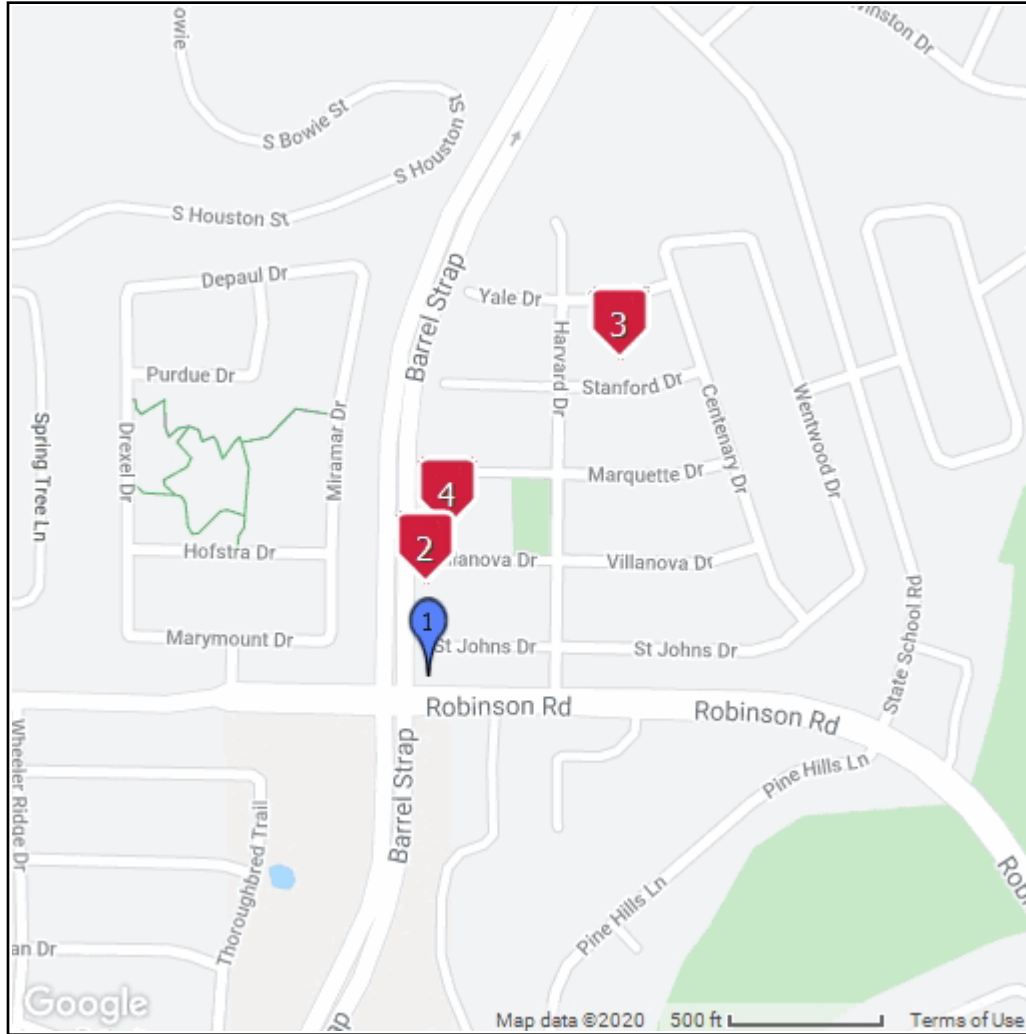 owie
Winston Dr
S Bowie St
S Houston St
S Houston St
Depaul Dr
Barrel Strap
Yale Dr
3
Harvard Dr
Purdue Dr
Stanford Dr
Centenary Dr
Wentwood Dr
Spring Tree Ln
Drexel Dr
Miramar Dr
Marquette Dr
4
2
Hofstra Dr
llanova Dr
Villanova Dr
State School Rd
1
Marymount Dr
St Johns Dr
St Johns Dr
Robinson Rd
Robinson Rd
Wheeler Ridge Dr
Barrel Strap
Pine Hills Ln
Thoroughbred Trail
Robi
Pine Hills Ln
an Dr
Google
ap
Map data ©2020
500 ft
Terms of Use